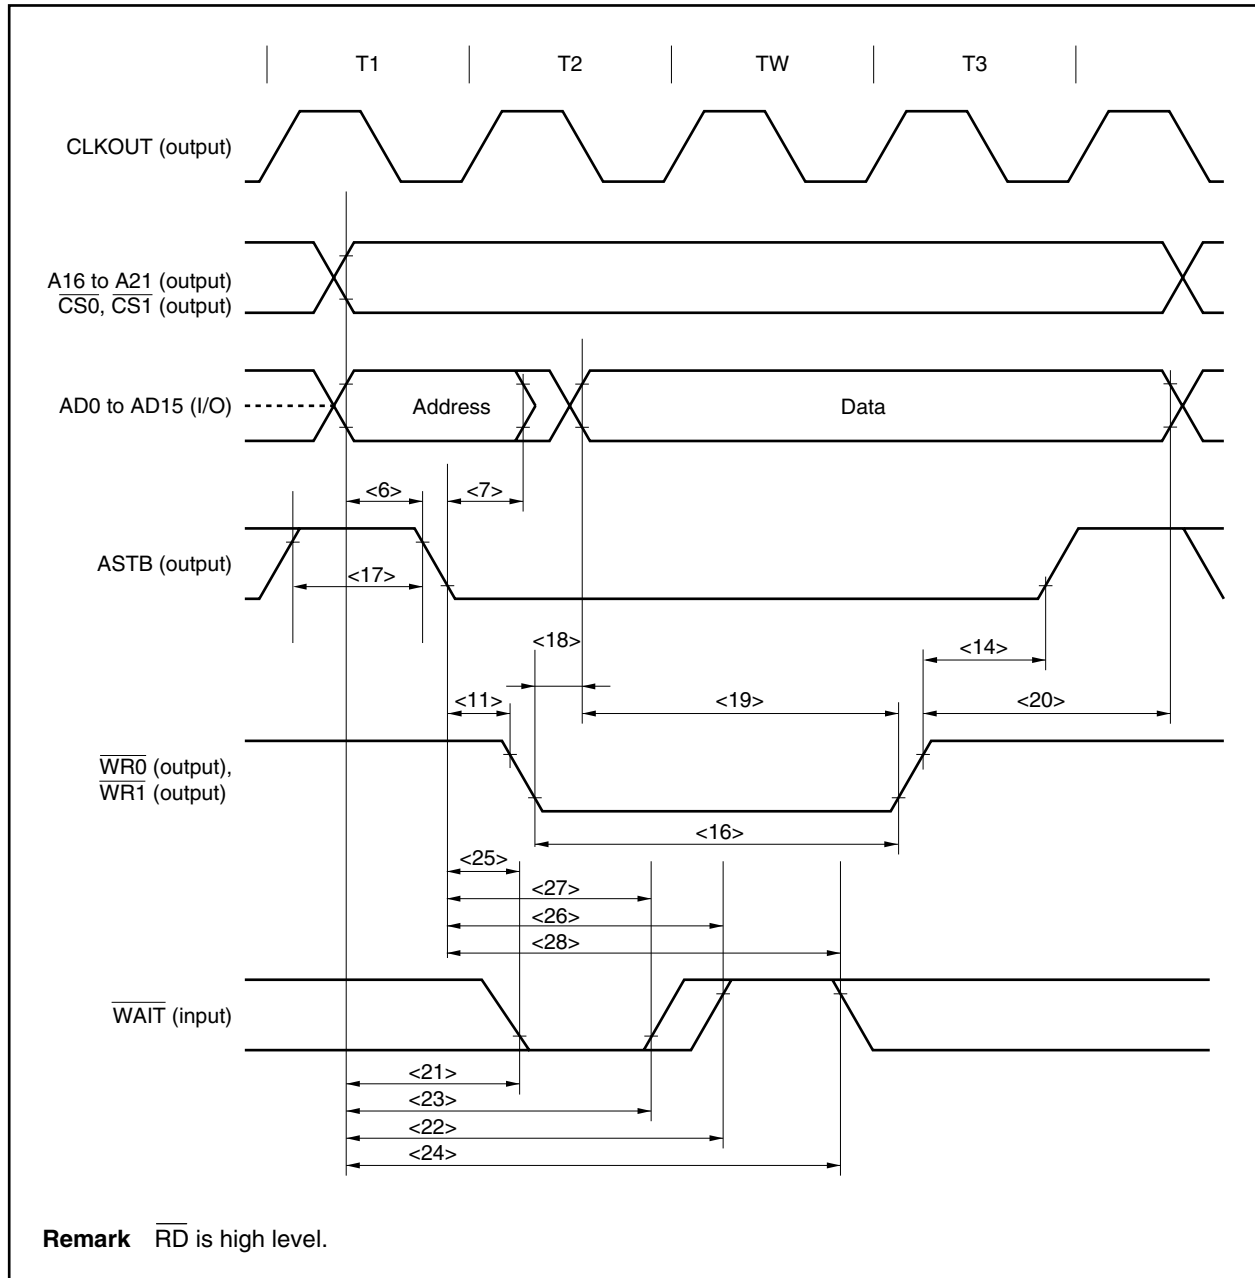 T1 T2 TW T3
CLKOUT (output)
A16 to A21 (output)
CS0, CS1 (output)
AD0 to AD15 (I/O)
Address
Data
<6>
<7>
ASTB (output)
<17>
<18>
<14>
<11>
<19>
<20>
WR0 (output),
WR1 (output)
<16>
<25>
<27>
<26>
<28>
WAIT (input)
<21>
<23>
<22>
<24>
Remark RD is high level.